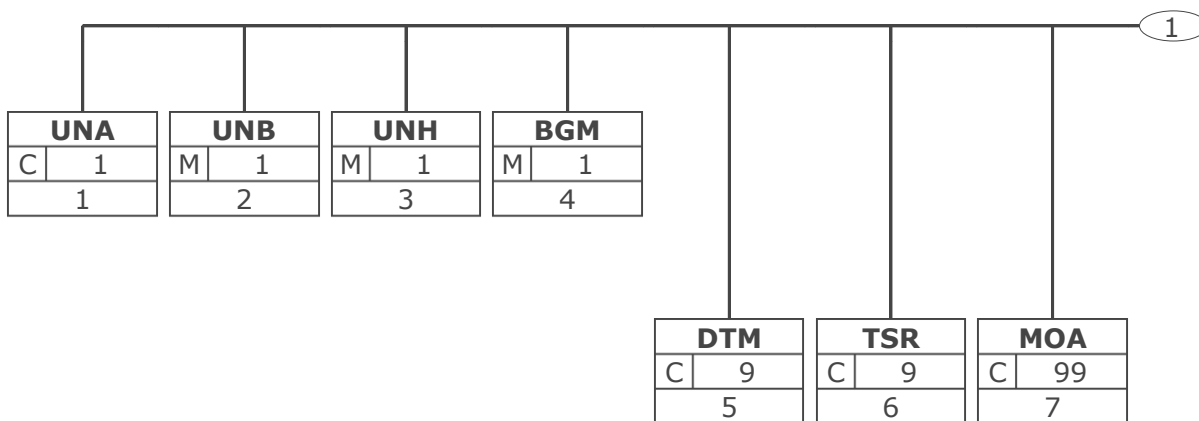 1
UNA UNB UNH BGM
C 1 M 1 M 1 M 1
1 2 3 4
DTM TSR MOA
C 9 C 9 C 99
5 6 7